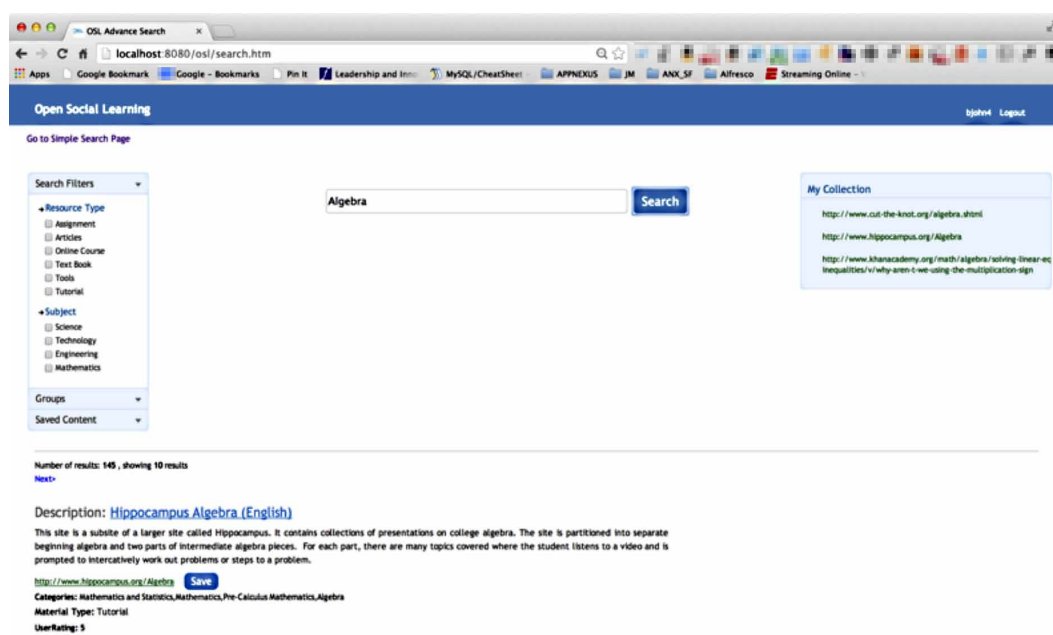 OSL Advance Search
localhost:8080/osl/search.htm
Apps Google Bookmark Google - Bookmarks Pin It Leadership and Inno MySQL/CheatSheet APPNEXUS JM ANX_SF Alfresco Streaming Online -
Open Social Learning
bjohn4 Logout
Go to Simple Search Page
Search Filters
Resource Type
Assignment
Articles
Online Course
Text Book
Tools
Tutorial
Subject
Science
Technology
Engineering
Mathematics
Groups
Saved Content
Algebra Search
My Collection
http://www.cut-the-knot.org/algebra.shtml
http://www.hippocampus.org/Algebra
http://www.khanacademy.org/math/algebra/solving-linear-eq
inequalities/v/why-aren-t-we-using-the-multiplication-sign
Number of results: 145 , showing 10 results
Next>
Description: Hippocampus Algebra (English)
This site is a subsite of a larger site called Hippocampus. It contains collections of presentations on college algebra. The site is partitioned into separate
beginning algebra and two parts of intermediate algebra pieces. For each part, there are many topics covered where the student listens to a video and is
prompted to intercatively work out problems or steps to a problem.
http://www.hippocampus.org/Algebra Save
Categories: Mathematics and Statistics,Mathematics,Pre-Calculus Mathematics,Algebra
Material Type: Tutorial
UserRating: 5